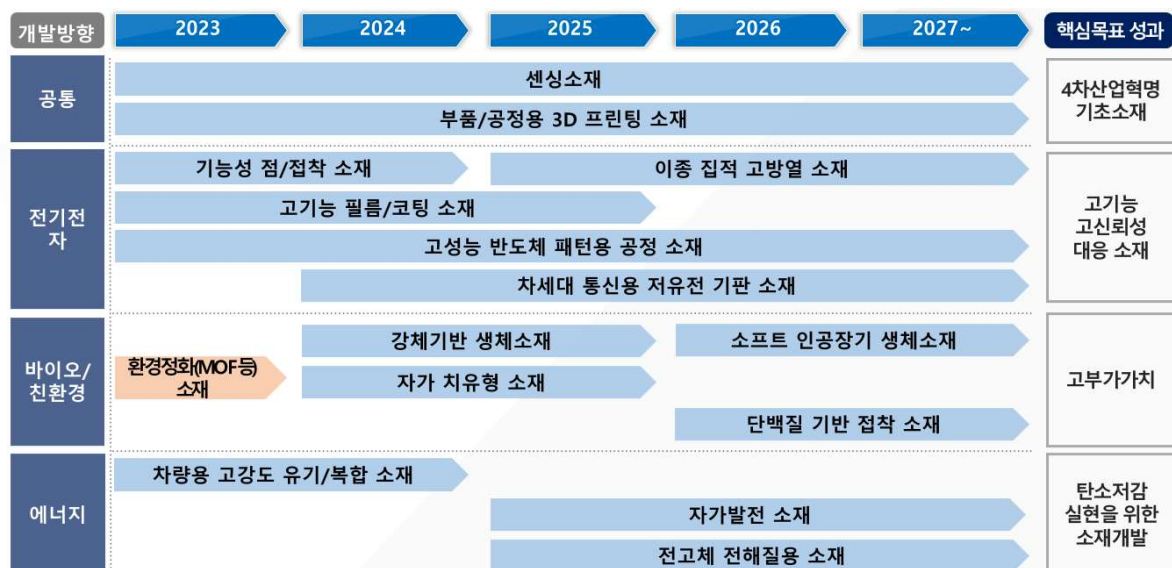 개발방향
2023
2024
2025
2026
2027~
핵심목표 성과
공통
센싱소재
부품/공정용 3D 프린팅 소재
4차산업혁명
기초소재
전기전
자
기능성 점/접착 소재
이종 집적 고방열 소재
고기능 필름/코팅 소재
고성능 반도체 패턴용 공정 소재
차세대 통신용 저유전 기판 소재
고기능
고신뢰성
대응 소재
바이오/
친환경
환경정화(MOF등)
소재
강체기반 생체소재
소프트 인공장기 생체소재
자가 치유형 소재
단백질 기반 접착 소재
고부가가치
에너지
차량용 고강도 유기/복합 소재
자가발전 소재
전고체 전해질용 소재
탄소저감
실현을 위한
소재개발